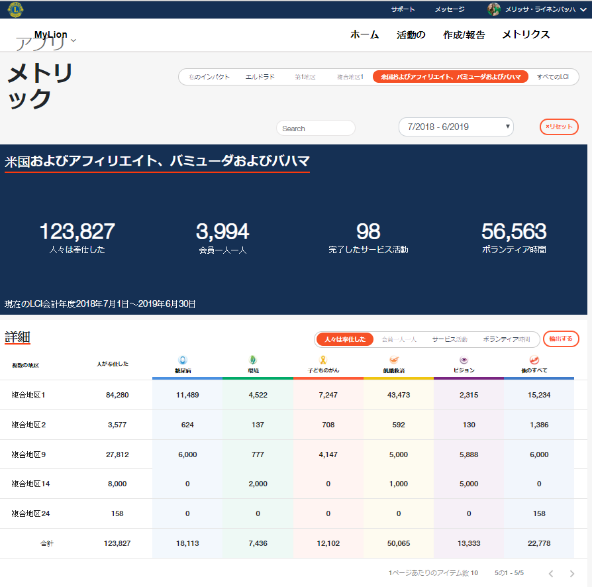 サポート メッセージ メリッサ・ライネンバッハ
MyLion
アプリ
ホーム 活動の 作成/報告 メトリクス
メトリ
ック
私のインパクト エルドラド 第1地区 複合地区1 米国およびアフィリエイト、バミューダおよびバハマ すべてのLCI
Search 7/2018 - 6/2019 ×リセット
米国およびアフィリエイト、バミューダおよびバハマ
123,827 3,994 98 56,563
人々は奉仕した 会員一人一人 完了したサービス活動 ボランティア時間
現在のLCI会計年度2018年7月1日～2019年6月30日
詳細
人々は奉仕した 会員一人一人 サービス活動 ボランティア時間 輸出する
複数の地区 人が奉仕した 糖尿病 環境 子どものがん 飢餓救済 ビジョン 他のすべて
複合地区1 84,280 11,489 4,522 7,247 43,473 2,315 15,234
複合地区2 3,577 624 137 708 592 130 1,386
複合地区9 27,812 6,000 777 4,147 5,000 5,888 6,000
複合地区14 8,000 0 2,000 0 1,000 5,000 0
複合地区24 158 0 0 0 0 0 158
合計 123,827 18,113 7,436 12,102 50,065 13,333 22,778
1ページあたりのアイテム数 10 5の1 - 5/5